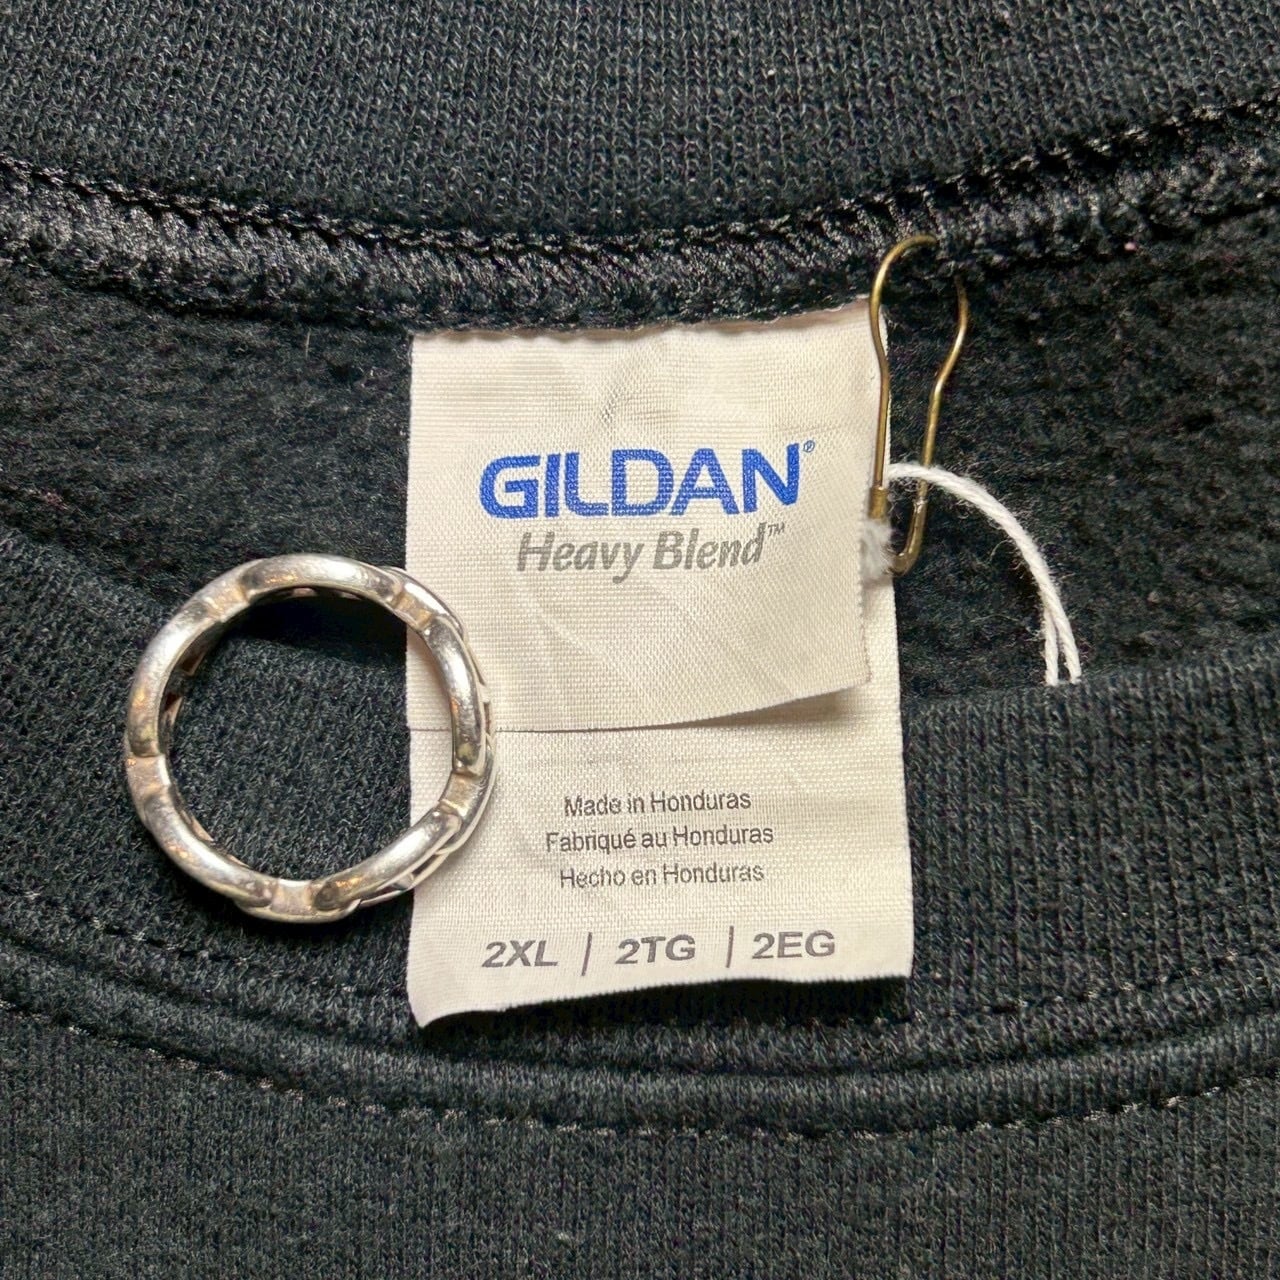 GILDAN®
Heavy Blend™
Made in Honduras
Fabriqué au Honduras
Hecho en Honduras
2XL / 2TG | 2EG